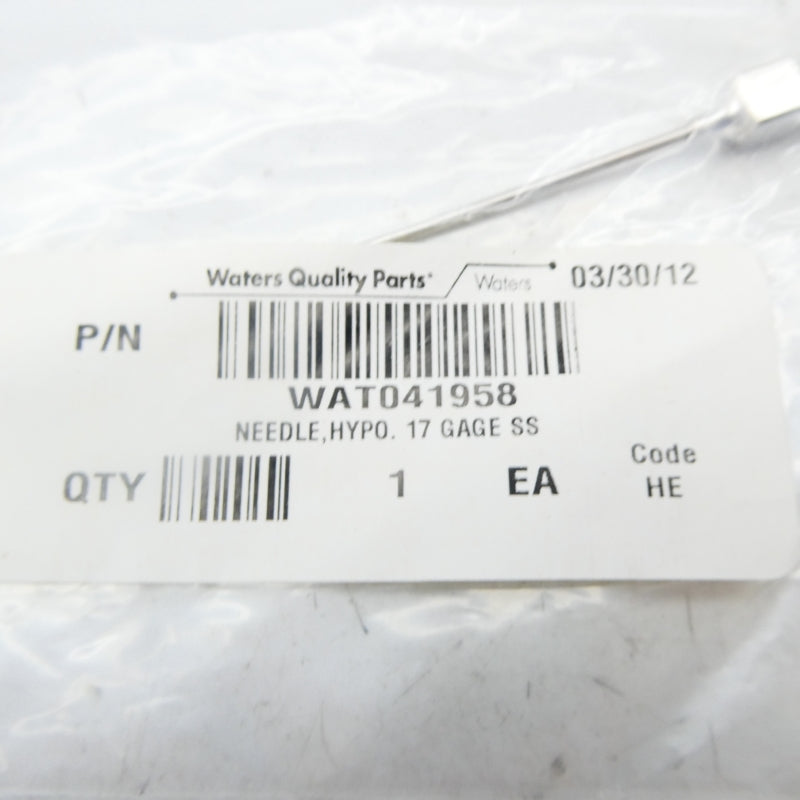 Waters Quality Parts® Waters 03/30/12
P/N
WAT041958
NEEDLE,HYPO. 17 GAGE SS
QTY 1 EA Code
HE